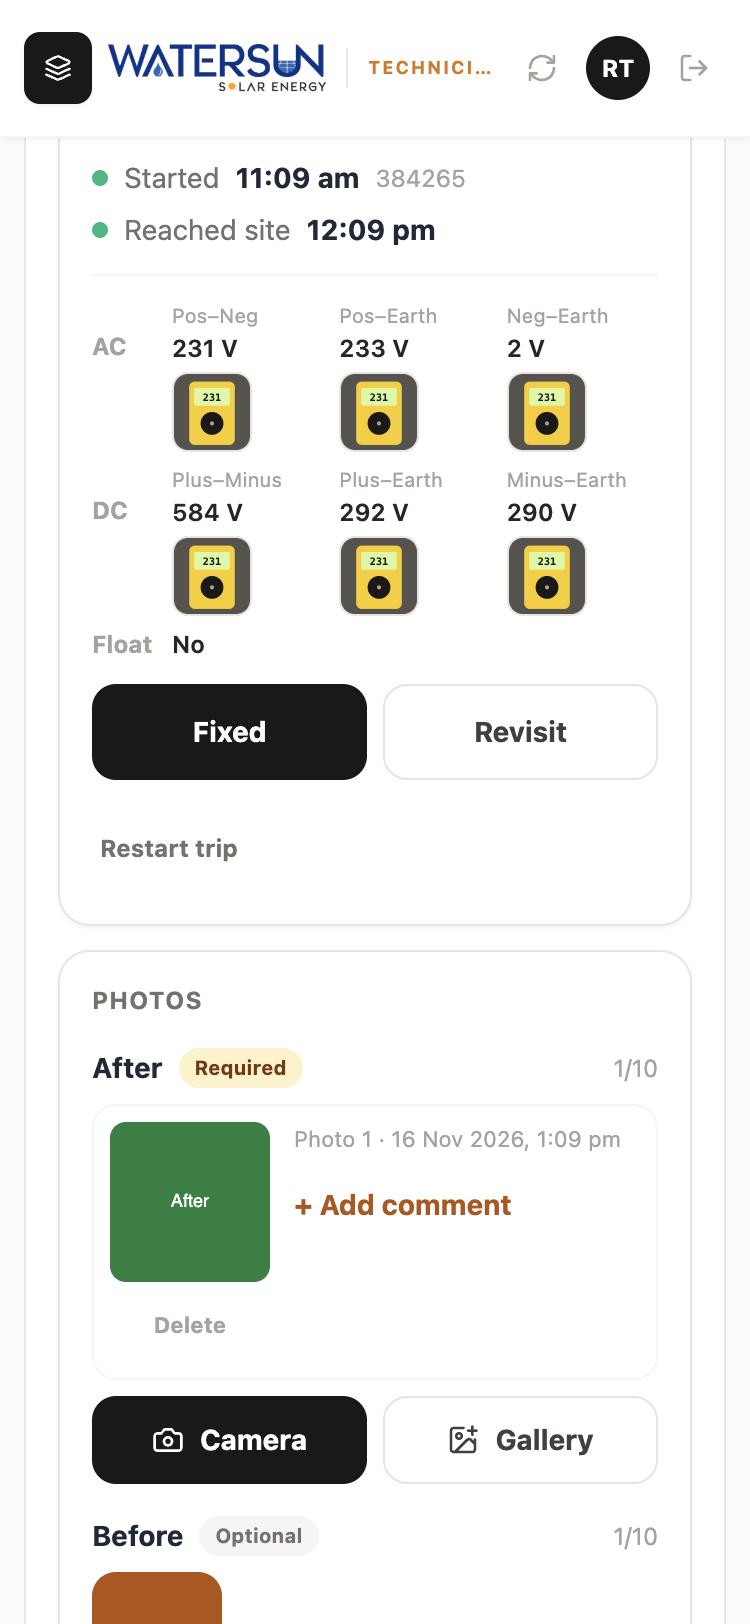 WATERSUN
SOLAR ENERGY
TECHNICI...
RT
Started 11:09 am 384265
Reached site 12:09 pm
Pos–Neg Pos–Earth Neg–Earth
AC 231 V 233 V 2 V
231 231 231
Plus–Minus Plus–Earth Minus–Earth
DC 584 V 292 V 290 V
231 231 231
Float No
Fixed Revisit
Restart trip
PHOTOS
After Required 1/10
Photo 1 · 16 Nov 2026, 1:09 pm
After
+ Add comment
Delete
Camera Gallery
Before Optional 1/10